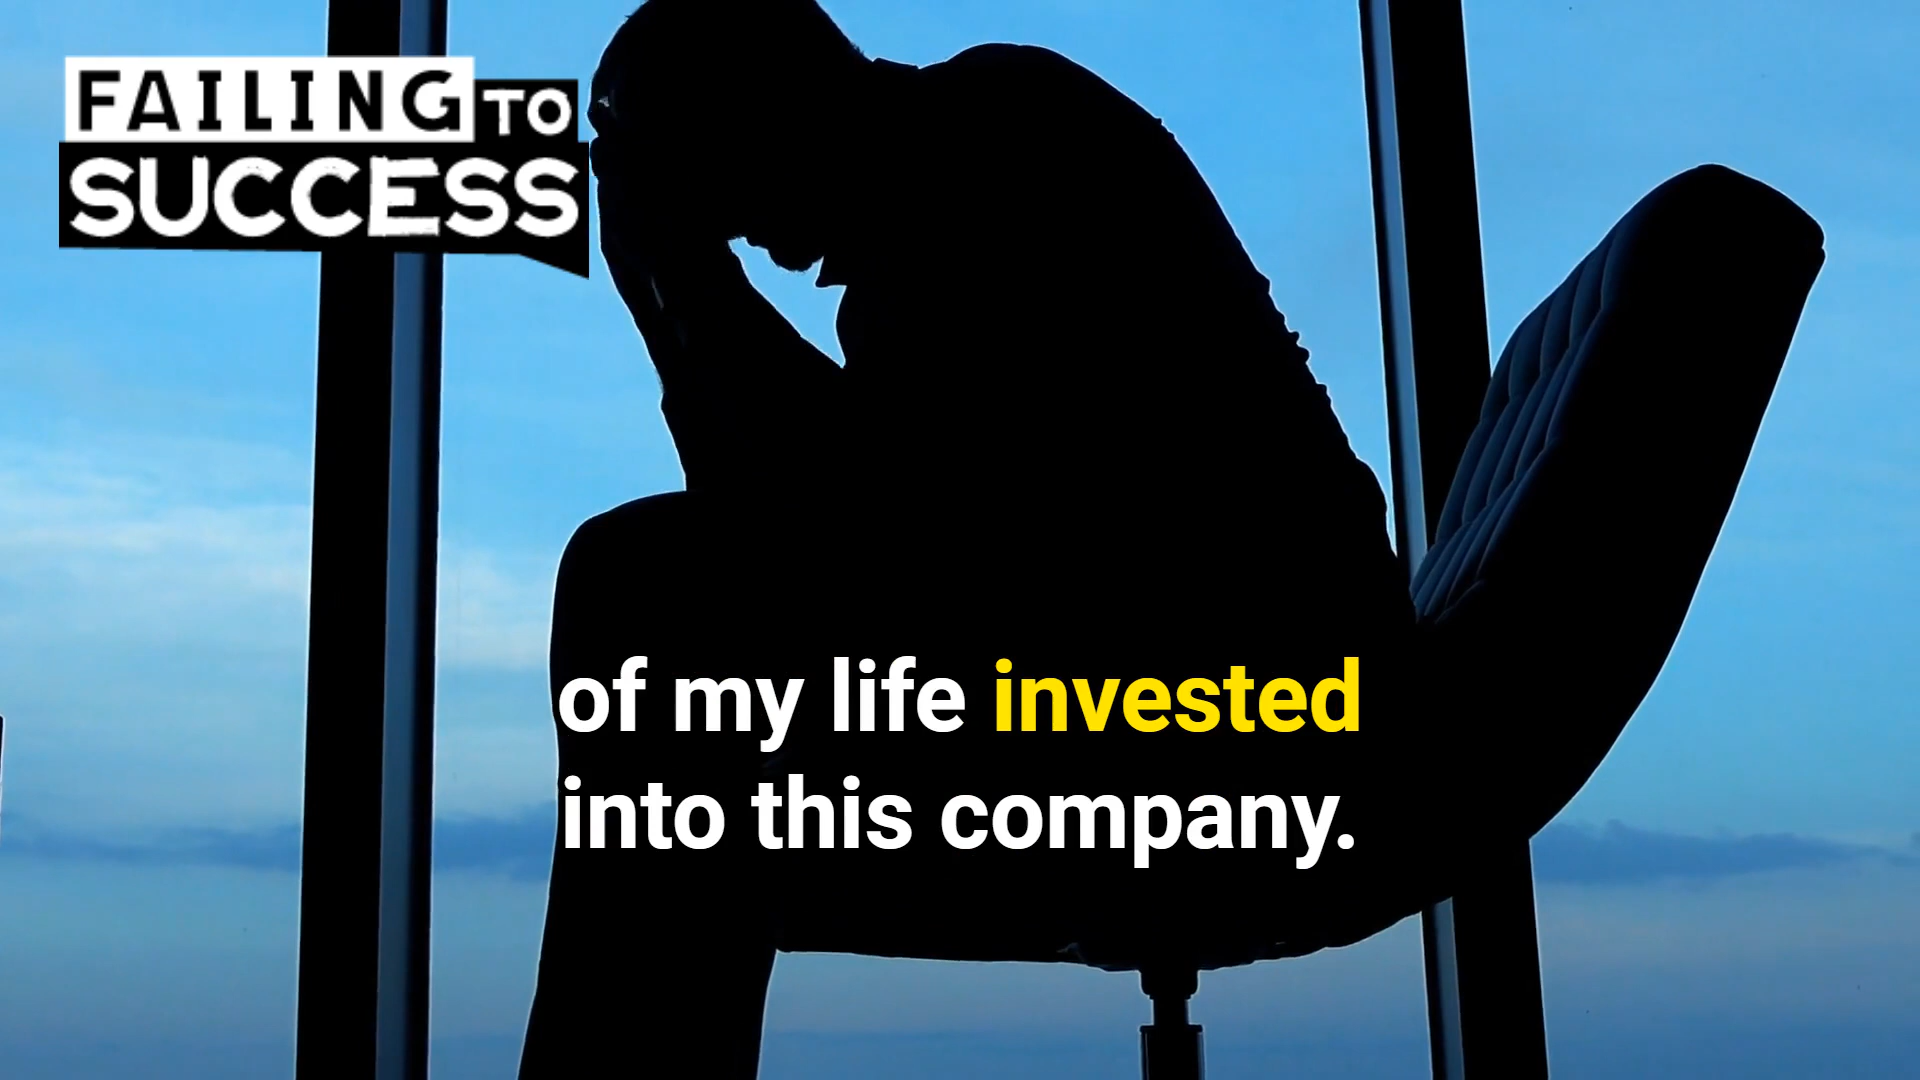 FAILING TO
SUCCESS
of my life invested
into this company.